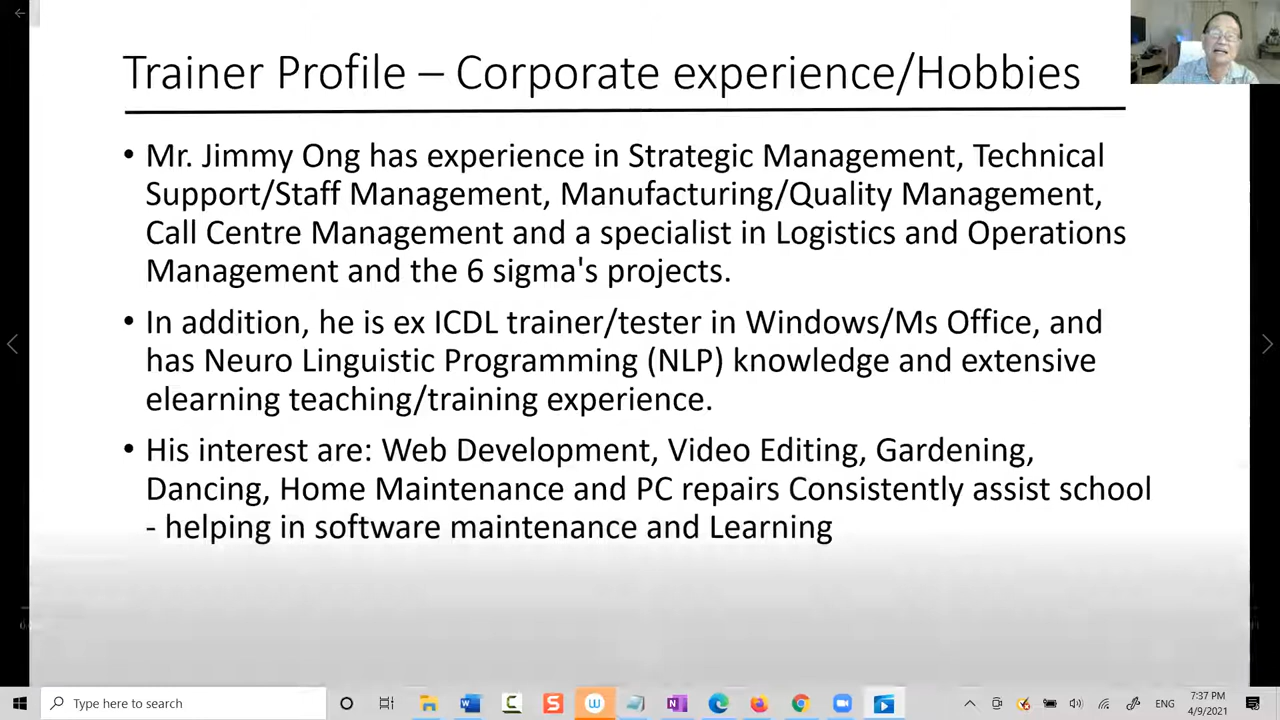 Trainer Profile – Corporate experience/Hobbies
• Mr. Jimmy Ong has experience in Strategic Management, Technical
Support/Staff Management, Manufacturing/Quality Management,
Call Centre Management and a specialist in Logistics and Operations
Management and the 6 sigma's projects.
• In addition, he is ex ICDL trainer/tester in Windows/Ms Office, and
has Neuro Linguistic Programming (NLP) knowledge and extensive
elearning teaching/training experience.
• His interest are: Web Development, Video Editing, Gardening,
Dancing, Home Maintenance and PC repairs Consistently assist school
- helping in software maintenance and Learning
Type here to search
ENG
7:37 PM
4/9/2021